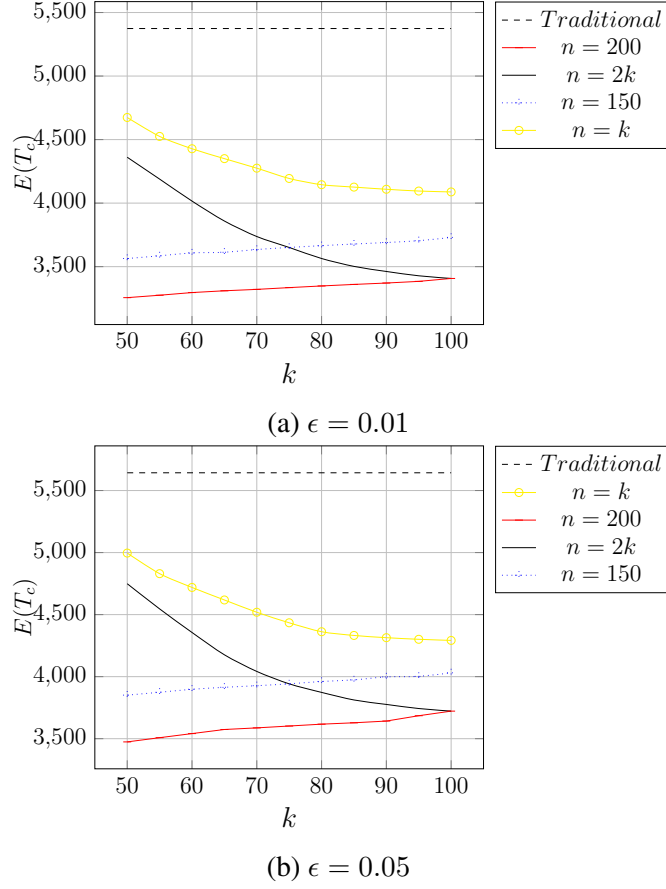 5,500
5,000
4,500
4,000
3,500
E(T_c)
50 60 70 80 90 100
k
Traditional
n = 200
n = 2k
n = 150
n = k
(a) ϵ = 0.01
5,500
5,000
4,500
4,000
3,500
E(T_c)
50 60 70 80 90 100
k
Traditional
n = k
n = 200
n = 2k
n = 150
(b) ϵ = 0.05